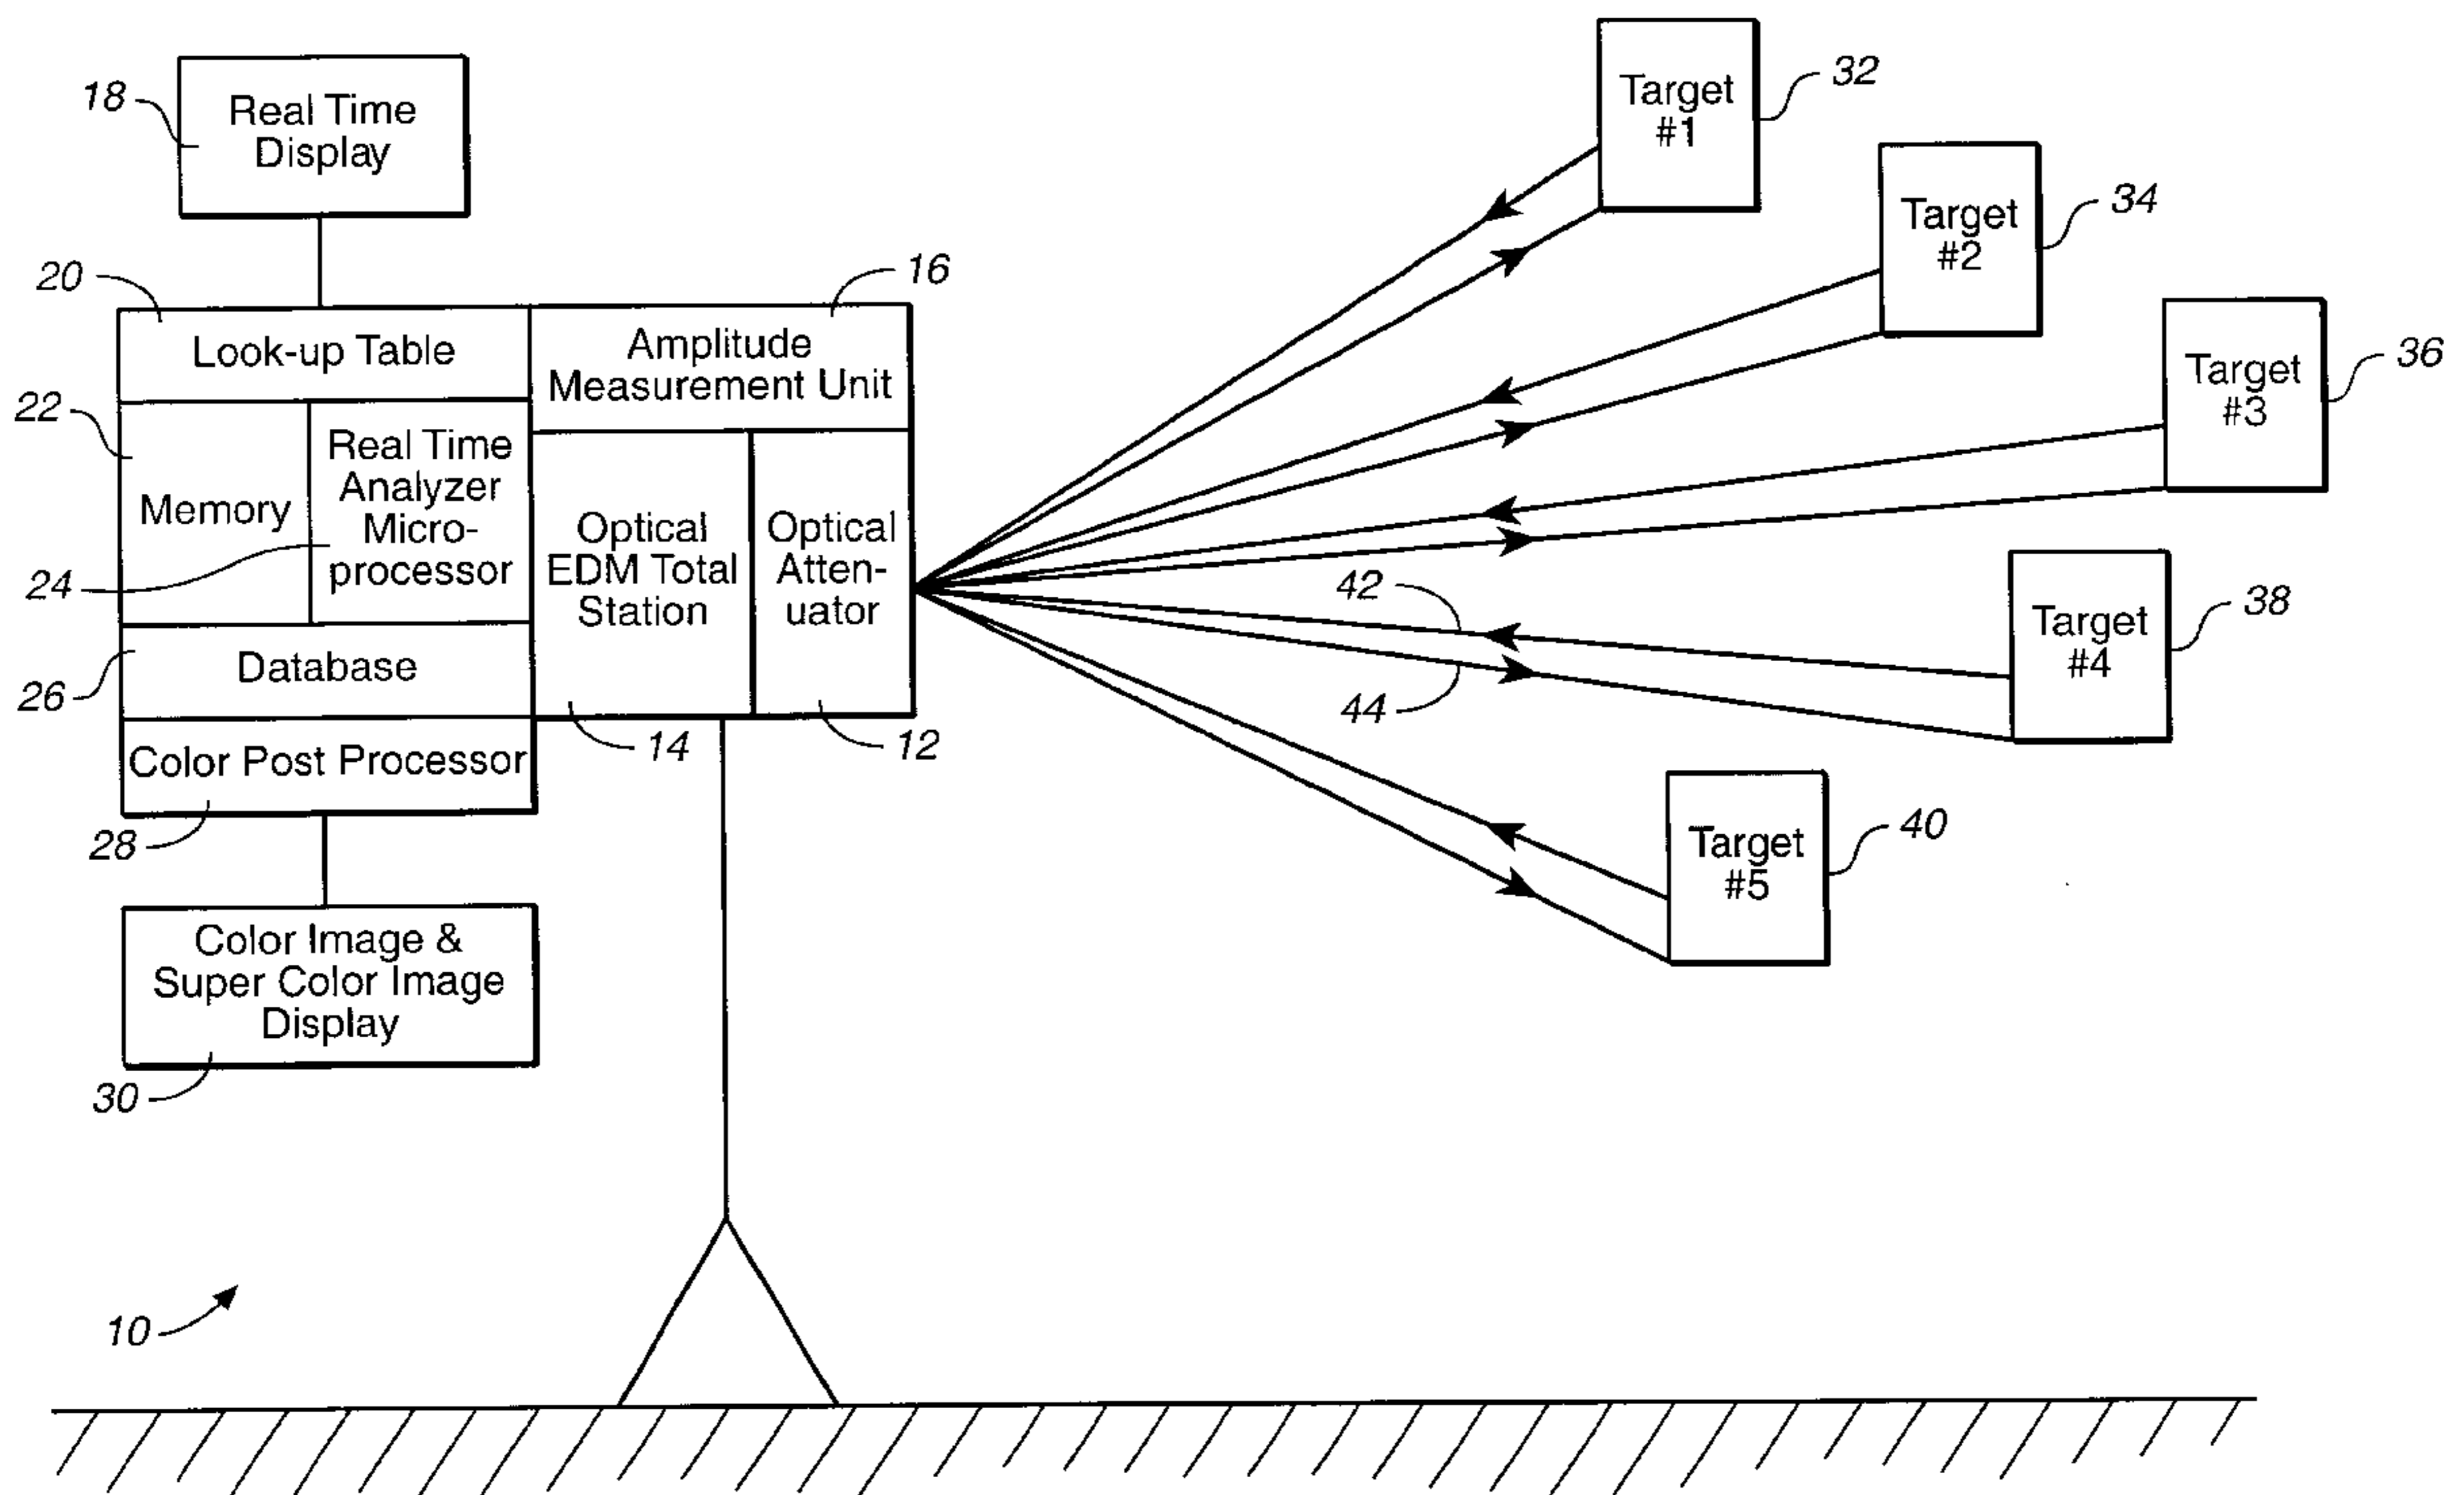 18
Real Time
Display
20
Look-up Table
16
Amplitude
Measurement Unit
22
Memory
24
Real Time
Analyzer
Micro-
processor
Optical
EDM Total
Station
Optical
Atten-
uator
26
Database
14
12
Color Post Processor
28
Color Image &
Super Color Image
Display
30
10
Target
#1
32
Target
#2
34
Target
#3
36
42
44
Target
#4
38
Target
#5
40